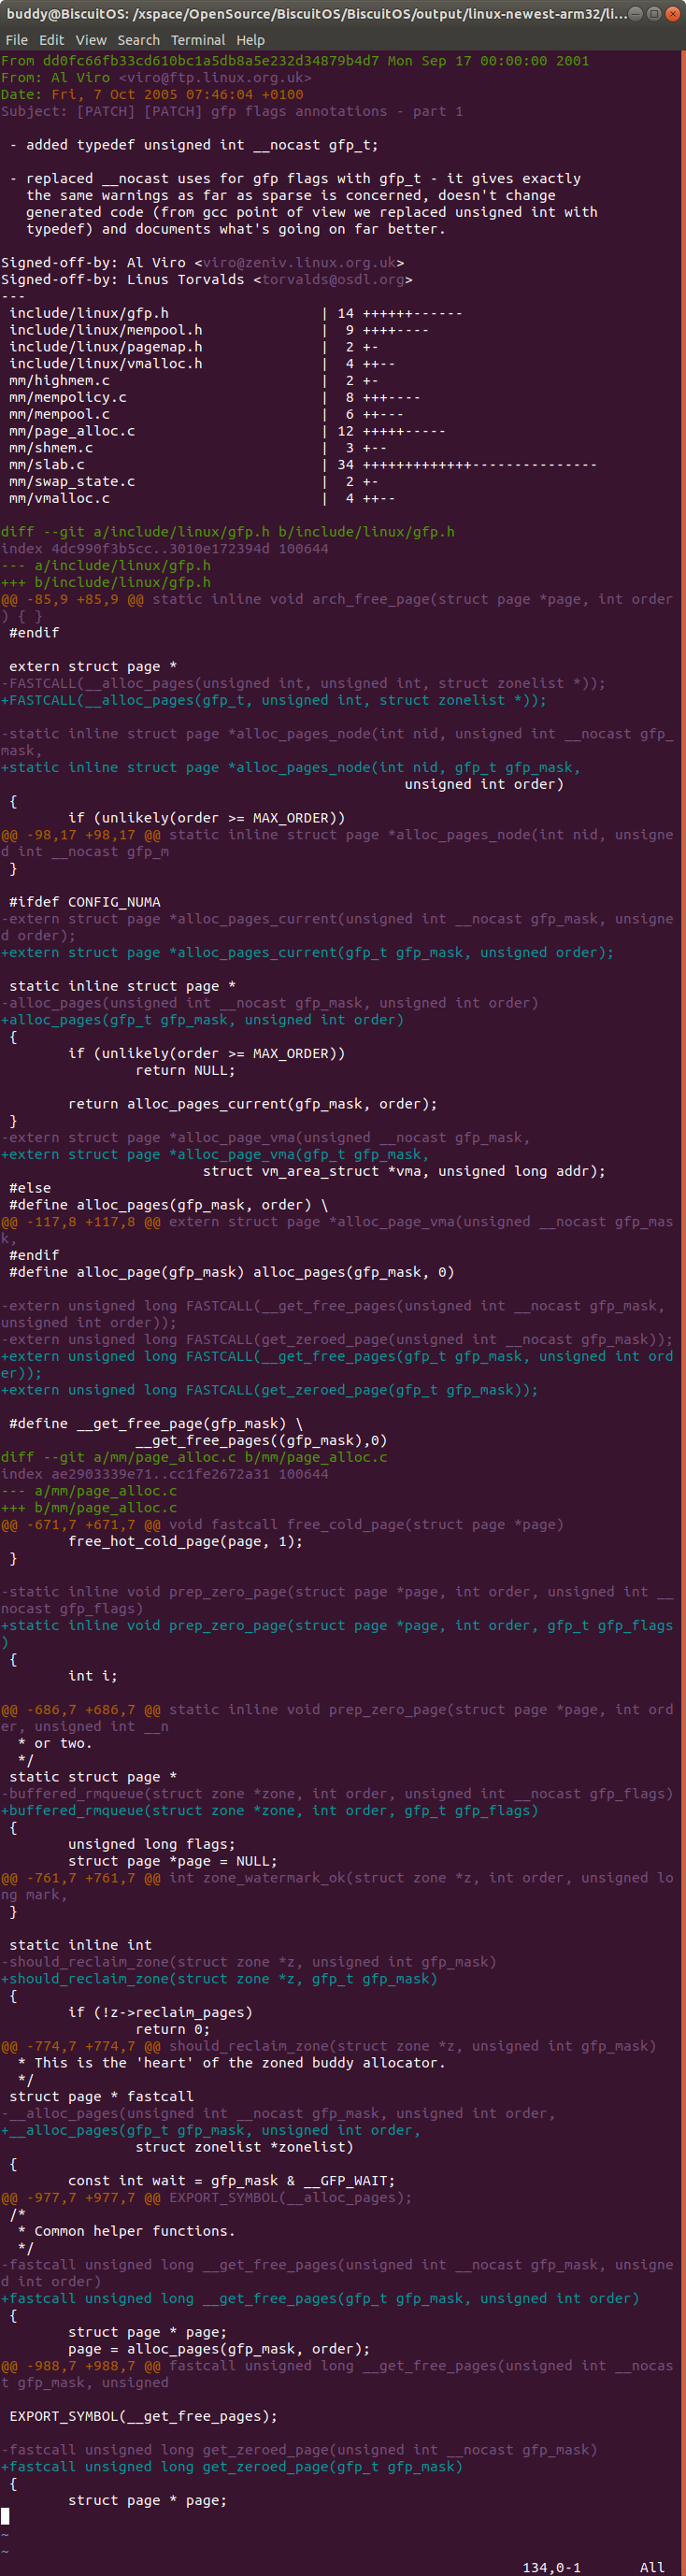 buddy@BiscuitOS: /xspace/OpenSource/BiscuitOS/BiscuitOS/output/linux-newest-arm32/li...
File Edit View Search Terminal Help
From dd0fc66fb33cd610bc1a5db8a5e232d34879b4d7 Mon Sep 17 00:00:00 2001
From: Al Viro <viro@ftp.linux.org.uk>
Date: Fri, 7 Oct 2005 07:46:04 +0100
Subject: [PATCH] [PATCH] gfp flags annotations - part 1
 - added typedef unsigned int __nocast gfp_t;
 - replaced __nocast uses for gfp flags with gfp_t - it gives exactly
   the same warnings as far as sparse is concerned, doesn't change
   generated code (from gcc point of view we replaced unsigned int with
   typedef) and documents what's going on far better.
Signed-off-by: Al Viro <viro@zeniv.linux.org.uk>
Signed-off-by: Linus Torvalds <torvalds@osdl.org>
---
 include/linux/gfp.h                  | 14 ++++++------
 include/linux/mempool.h              |  9 ++++----
 include/linux/pagemap.h              |  2 +-
 include/linux/vmalloc.h              |  4 ++--
 mm/highmem.c                         |  2 +-
 mm/mempolicy.c                       |  8 +++----
 mm/mempool.c                         |  6 ++---
 mm/page_alloc.c                      | 12 +++++-----
 mm/shmem.c                           |  3 +--
 mm/slab.c                            | 34 +++++++++++++---------------
 mm/swap_state.c                      |  2 +-
 mm/vmalloc.c                         |  4 ++--
diff --git a/include/linux/gfp.h b/include/linux/gfp.h
index 4dc990f3b5cc..3010e172394d 100644
--- a/include/linux/gfp.h
+++ b/include/linux/gfp.h
@@ -85,9 +85,9 @@ static inline void arch_free_page(struct page *page, int order
) { }
 #endif
 extern struct page *
-FASTCALL(__alloc_pages(unsigned int, unsigned int, struct zonelist *));
+FASTCALL(__alloc_pages(gfp_t, unsigned int, struct zonelist *));
-static inline struct page *alloc_pages_node(int nid, unsigned int __nocast gfp_
mask,
+static inline struct page *alloc_pages_node(int nid, gfp_t gfp_mask,
                                                unsigned int order)
 {
        if (unlikely(order >= MAX_ORDER))
@@ -98,17 +98,17 @@ static inline struct page *alloc_pages_node(int nid, unsigne
d int __nocast gfp_m
 }
 #ifdef CONFIG_NUMA
-extern struct page *alloc_pages_current(unsigned int __nocast gfp_mask, unsigne
d order);
+extern struct page *alloc_pages_current(gfp_t gfp_mask, unsigned order);
 static inline struct page *
-alloc_pages(unsigned int __nocast gfp_mask, unsigned int order)
+alloc_pages(gfp_t gfp_mask, unsigned int order)
 {
        if (unlikely(order >= MAX_ORDER))
                return NULL;
        return alloc_pages_current(gfp_mask, order);
 }
-extern struct page *alloc_page_vma(unsigned __nocast gfp_mask,
+extern struct page *alloc_page_vma(gfp_t gfp_mask,
                        struct vm_area_struct *vma, unsigned long addr);
 #else
 #define alloc_pages(gfp_mask, order) \
@@ -117,8 +117,8 @@ extern struct page *alloc_page_vma(unsigned __nocast gfp_mas
k,
 #endif
 #define alloc_page(gfp_mask) alloc_pages(gfp_mask, 0)
-extern unsigned long FASTCALL(__get_free_pages(unsigned int __nocast gfp_mask,
unsigned int order));
-extern unsigned long FASTCALL(get_zeroed_page(unsigned int __nocast gfp_mask));
+extern unsigned long FASTCALL(__get_free_pages(gfp_t gfp_mask, unsigned int ord
er));
+extern unsigned long FASTCALL(get_zeroed_page(gfp_t gfp_mask));
 #define __get_free_page(gfp_mask) \
                __get_free_pages((gfp_mask),0)
diff --git a/mm/page_alloc.c b/mm/page_alloc.c
index ae2903339e71..cc1fe2672a31 100644
--- a/mm/page_alloc.c
+++ b/mm/page_alloc.c
@@ -671,7 +671,7 @@ void fastcall free_cold_page(struct page *page)
        free_hot_cold_page(page, 1);
 }
-static inline void prep_zero_page(struct page *page, int order, unsigned int __
nocast gfp_flags)
+static inline void prep_zero_page(struct page *page, int order, gfp_t gfp_flags
)
 {
        int i;
@@ -686,7 +686,7 @@ static inline void prep_zero_page(struct page *page, int ord
er, unsigned int __n
  * or two.
  */
 static struct page *
-buffered_rmqueue(struct zone *zone, int order, unsigned int __nocast gfp_flags)
+buffered_rmqueue(struct zone *zone, int order, gfp_t gfp_flags)
 {
        unsigned long flags;
        struct page *page = NULL;
@@ -761,7 +761,7 @@ int zone_watermark_ok(struct zone *z, int order, unsigned lo
ng mark,
 }
 static inline int
-should_reclaim_zone(struct zone *z, unsigned int gfp_mask)
+should_reclaim_zone(struct zone *z, gfp_t gfp_mask)
 {
        if (!z->reclaim_pages)
                return 0;
@@ -774,7 +774,7 @@ should_reclaim_zone(struct zone *z, unsigned int gfp_mask)
  * This is the 'heart' of the zoned buddy allocator.
  */
 struct page * fastcall
-__alloc_pages(unsigned int __nocast gfp_mask, unsigned int order,
+__alloc_pages(gfp_t gfp_mask, unsigned int order,
                struct zonelist *zonelist)
 {
        const int wait = gfp_mask & __GFP_WAIT;
@@ -977,7 +977,7 @@ EXPORT_SYMBOL(__alloc_pages);
 /*
  * Common helper functions.
  */
-fastcall unsigned long __get_free_pages(unsigned int __nocast gfp_mask, unsigne
d int order)
+fastcall unsigned long __get_free_pages(gfp_t gfp_mask, unsigned int order)
 {
        struct page * page;
        page = alloc_pages(gfp_mask, order);
@@ -988,7 +988,7 @@ fastcall unsigned long __get_free_pages(unsigned int __nocas
t gfp_mask, unsigned
 EXPORT_SYMBOL(__get_free_pages);
-fastcall unsigned long get_zeroed_page(unsigned int __nocast gfp_mask)
+fastcall unsigned long get_zeroed_page(gfp_t gfp_mask)
 {
        struct page * page;
~
~
134,0-1 All